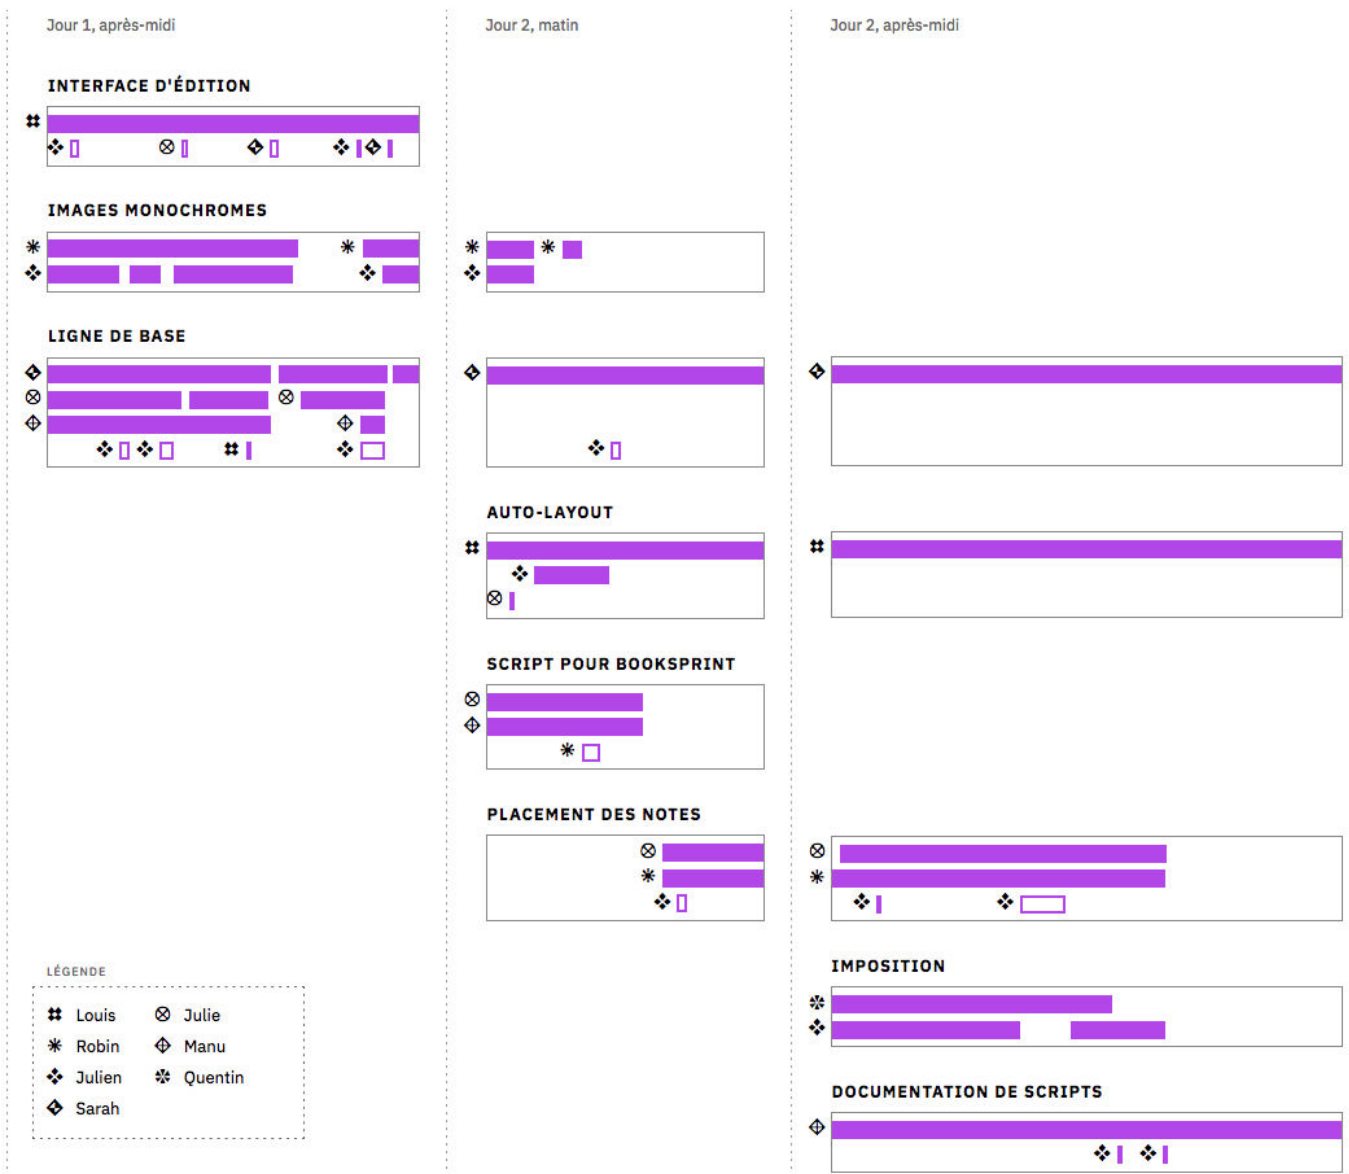 Jour 1, après-midi
Jour 2, matin
Jour 2, après-midi
INTERFACE D'ÉDITION
IMAGES MONOCHROMES
LIGNE DE BASE
AUTO-LAYOUT
SCRIPT POUR BOOKSPRINT
PLACEMENT DES NOTES
IMPOSITION
DOCUMENTATION DE SCRIPTS
LÉGENDE
Louis
Julie
Robin
Manu
Julien
Quentin
Sarah